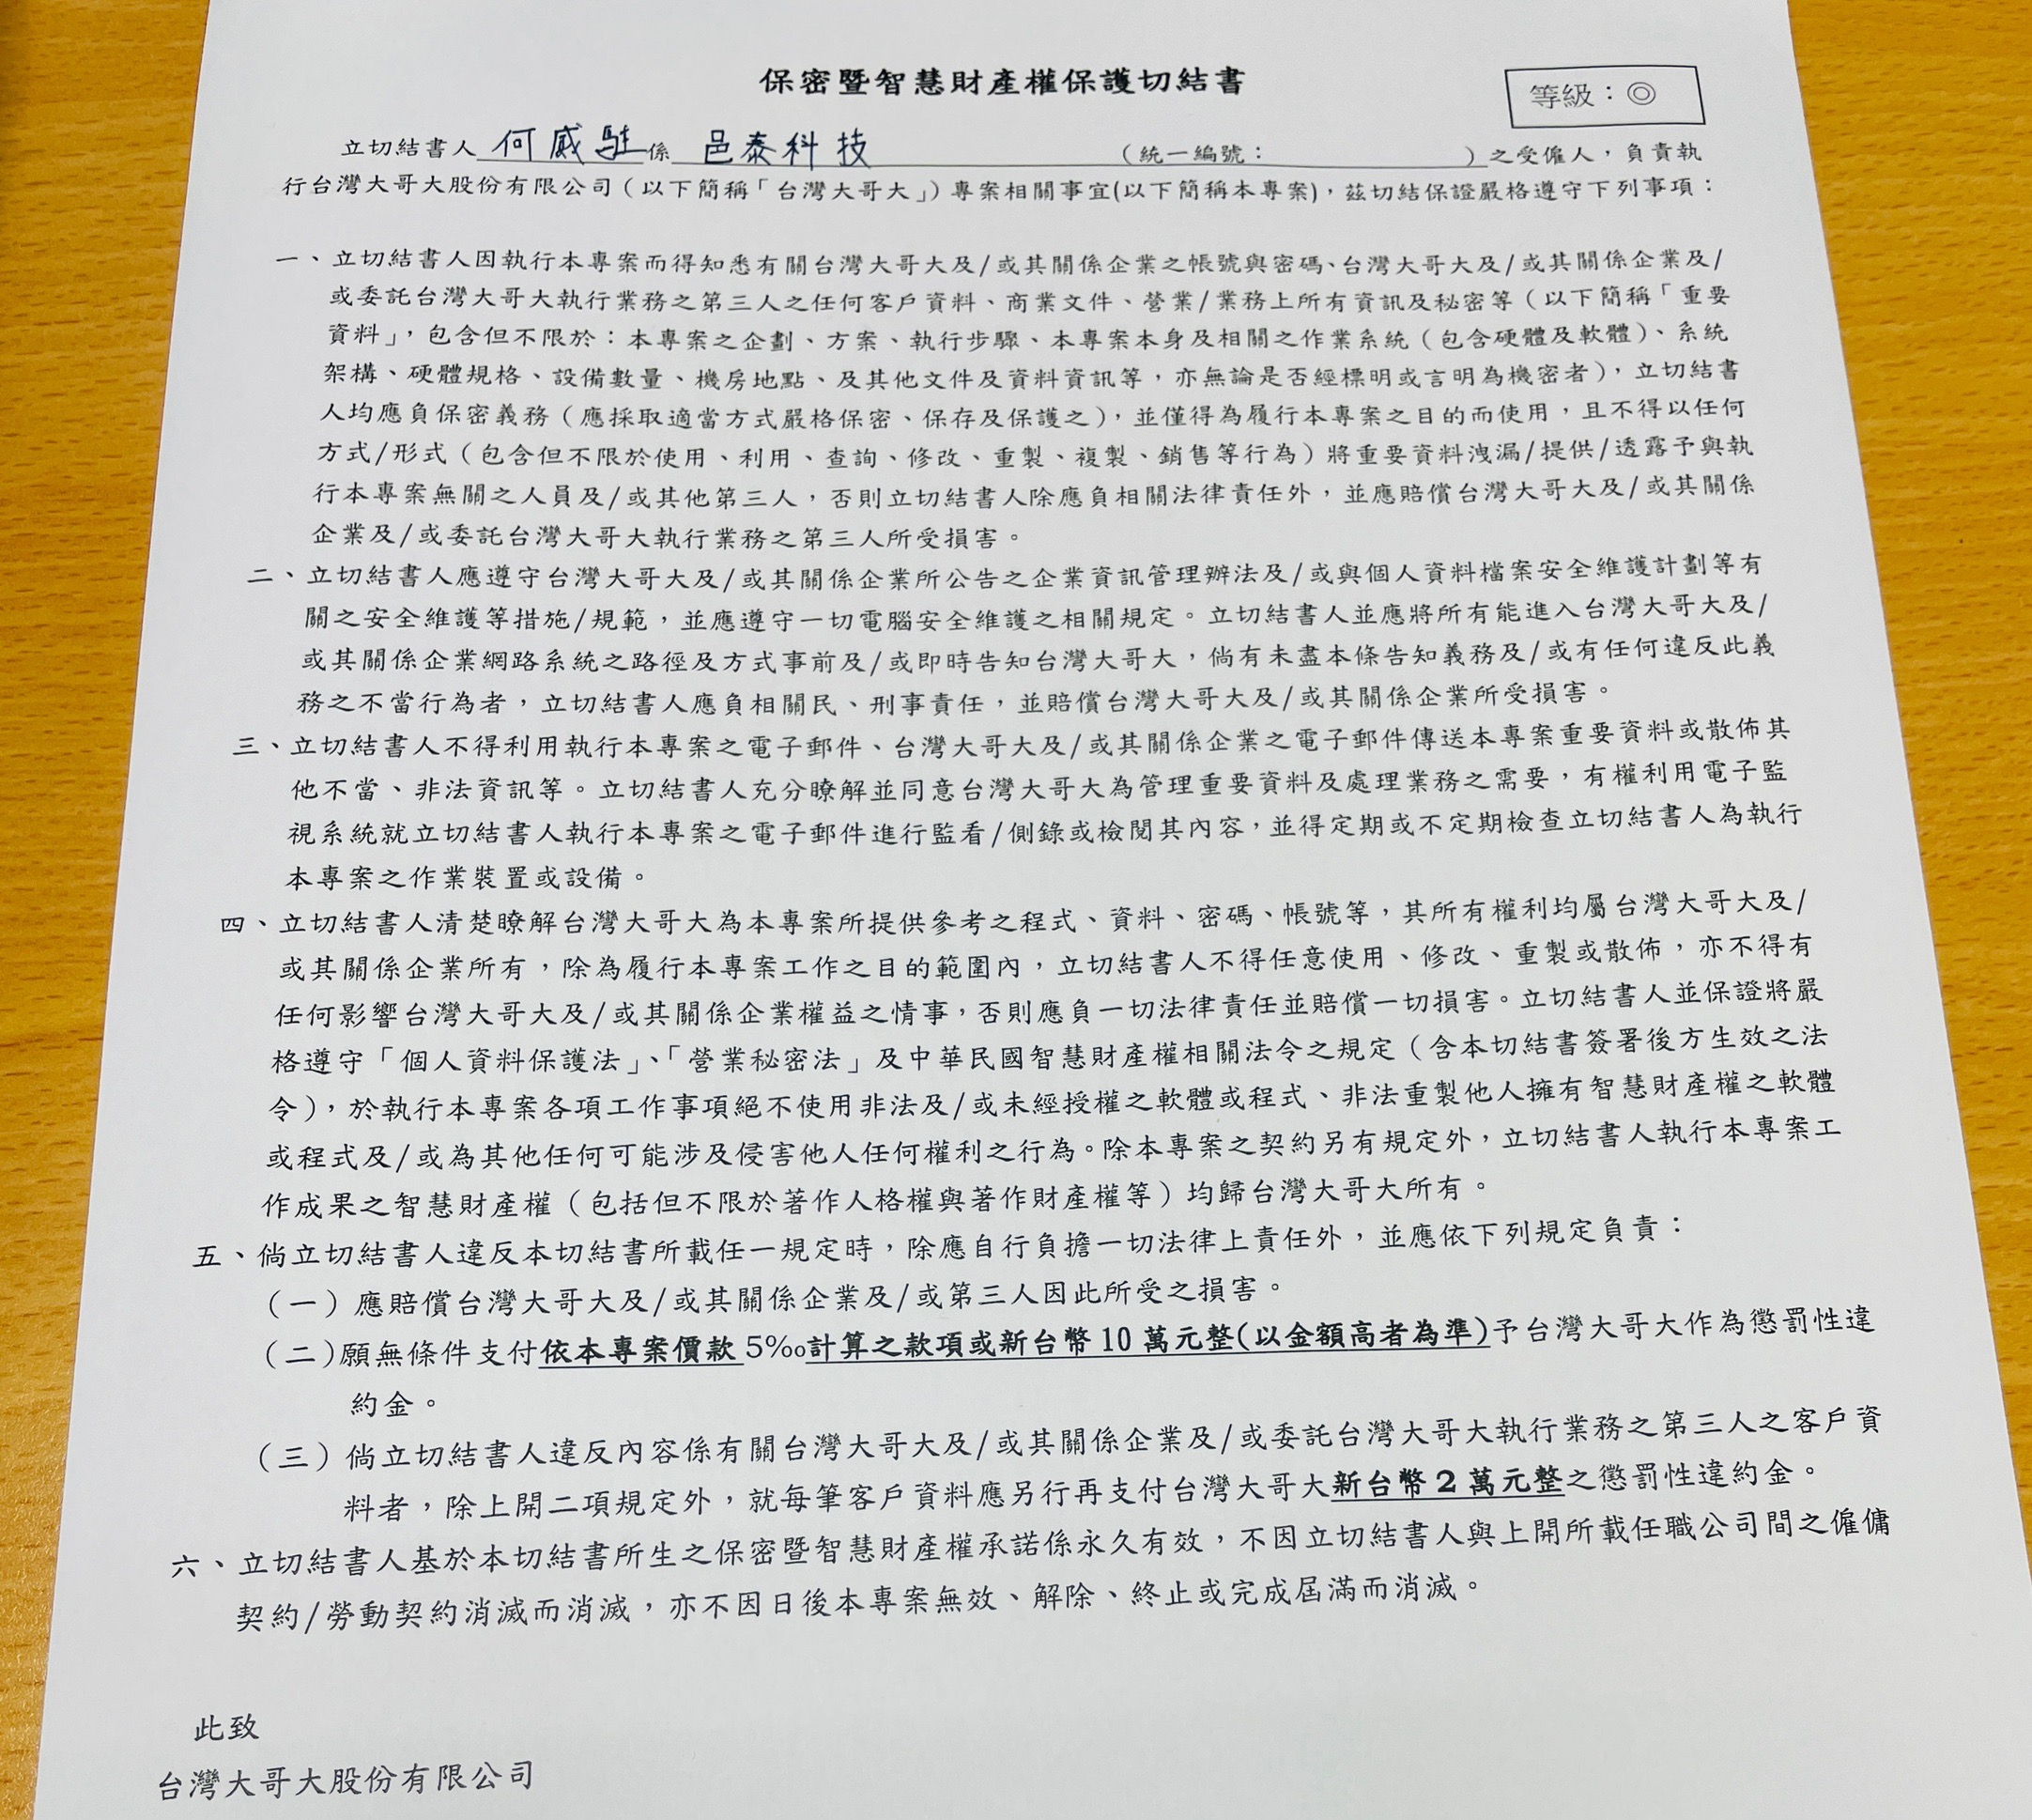 保密暨智慧財產權保護切結書
等級：◎
立切結書人 何威駐 係 邑泰科技 （統一編號： ）之受僱人，負責執
行台灣大哥大股份有限公司（以下簡稱「台灣大哥大」）專案相關事宜(以下簡稱本專案)，茲切結保證嚴格遵守下列事項：
一、立切結書人因執行本專案而得知悉有關台灣大哥大及/或其關係企業之帳號與密碼、台灣大哥大及/或其關係企業及/
或委託台灣大哥大執行業務之第三人之任何客戶資料、商業文件、營業/業務上所有資訊及秘密等（以下簡稱「重要
資料」，包含但不限於：本專案之企劃、方案、執行步驟、本專案本身及相關之作業系統（包含硬體及軟體）、系統
架構、硬體規格、設備數量、機房地點、及其他文件及資料資訊等，亦無論是否經標明或言明為機密者），立切結書
人均應負保密義務（應採取適當方式嚴格保密、保存及保護之），並僅得為履行本專案之目的而使用，且不得以任何
方式/形式（包含但不限於使用、利用、查詢、修改、重製、複製、銷售等行為）將重要資料洩漏/提供/透露予與執
行本專案無關之人員及/或其他第三人，否則立切結書人除應負相關法律責任外，並應賠償台灣大哥大及/或其關係
企業及/或委託台灣大哥大執行業務之第三人所受損害。
二、立切結書人應遵守台灣大哥大及/或其關係企業所公告之企業資訊管理辦法及/或與個人資料檔案安全維護計劃等有
關之安全維護等措施/規範，並應遵守一切電腦安全維護之相關規定。立切結書人並應將所有能進入台灣大哥大及/
或其關係企業網路系統之路徑及方式事前及/或即時告知台灣大哥大，倘有未盡本條告知義務及/或有任何違反此義
務之不當行為者，立切結書人應負相關民、刑事責任，並賠償台灣大哥大及/或其關係企業所受損害。
三、立切結書人不得利用執行本專案之電子郵件、台灣大哥大及/或其關係企業之電子郵件傳送本專案重要資料或散佈其
他不當、非法資訊等。立切結書人充分瞭解並同意台灣大哥大為管理重要資料及處理業務之需要，有權利用電子監
視系統就立切結書人執行本專案之電子郵件進行監看/側錄或檢閱其內容，並得定期或不定期檢查立切結書人為執行
本專案之作業裝置或設備。
四、立切結書人清楚瞭解台灣大哥大為本專案所提供參考之程式、資料、密碼、帳號等，其所有權利均屬台灣大哥大及/
或其關係企業所有，除為履行本專案工作之目的範圍內，立切結書人不得任意使用、修改、重製或散佈，亦不得有
任何影響台灣大哥大及/或其關係企業權益之情事，否則應負一切法律責任並賠償一切損害。立切結書人並保證將嚴
格遵守「個人資料保護法」、「營業秘密法」及中華民國智慧財產權相關法令之規定（含本切結書簽署後方生效之法
令），於執行本專案各項工作事項絕不使用非法及/或未經授權之軟體或程式、非法重製他人擁有智慧財產權之軟體
或程式及/或為其他任何可能涉及侵害他人任何權利之行為。除本專案之契約另有規定外，立切結書人執行本專案工
作成果之智慧財產權（包括但不限於著作人格權與著作財產權等）均歸台灣大哥大所有。
五、倘立切結書人違反本切結書所載任一規定時，除應自行負擔一切法律上責任外，並應依下列規定負責：
（一）應賠償台灣大哥大及/或其關係企業及/或第三人因此所受之損害。
（二）願無條件支付依本專案價款 5‰計算之款項或新台幣 10 萬元整(以金額高者為準)予台灣大哥大作為懲罰性違
約金。
（三）倘立切結書人違反內容係有關台灣大哥大及/或其關係企業及/或委託台灣大哥大執行業務之第三人之客戶資
料者，除上開二項規定外，就每筆客戶資料應另行再支付台灣大哥大新台幣 2 萬元整之懲罰性違約金。
六、立切結書人基於本切結書所生之保密暨智慧財產權承諾係永久有效，不因立切結書人與上開所載任職公司間之僱傭
契約/勞動契約消滅而消滅，亦不因日後本專案無效、解除、終止或完成屆滿而消滅。
此致
台灣大哥大股份有限公司